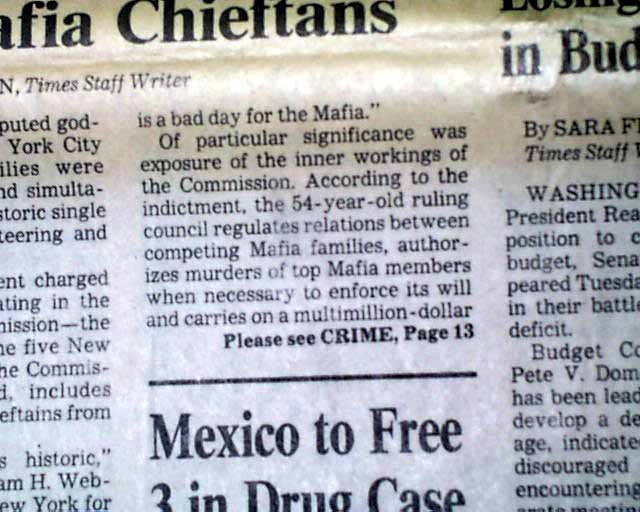 Mafia Chieftans
N, Times Staff Writer
puted god-
York City
ilies were
nd simulta-
storic single
teering and
ent charged
ating in the
mission—the
he five New
he Commis-
d, includes
eftains from
s historic,"
am H. Web-
ew York for
is a bad day for the Mafia."
Of particular significance was
exposure of the inner workings of
the Commission. According to the
indictment, the 54-year-old ruling
council regulates relations between
competing Mafia families, author-
izes murders of top Mafia members
when necessary to enforce its will
and carries on a multimillion-dollar
Please see CRIME, Page 13
Mexico to Free
3 in Drug Case
Losing
in Bud
By SARA F
Times Staff W
WASHING
President Rea
position to c
budget, Sena
peared Tuesda
in their battl
deficit.
Budget Co
Pete V. Dom
has been lead
develop a de
age, indicate
discouraged
encountering